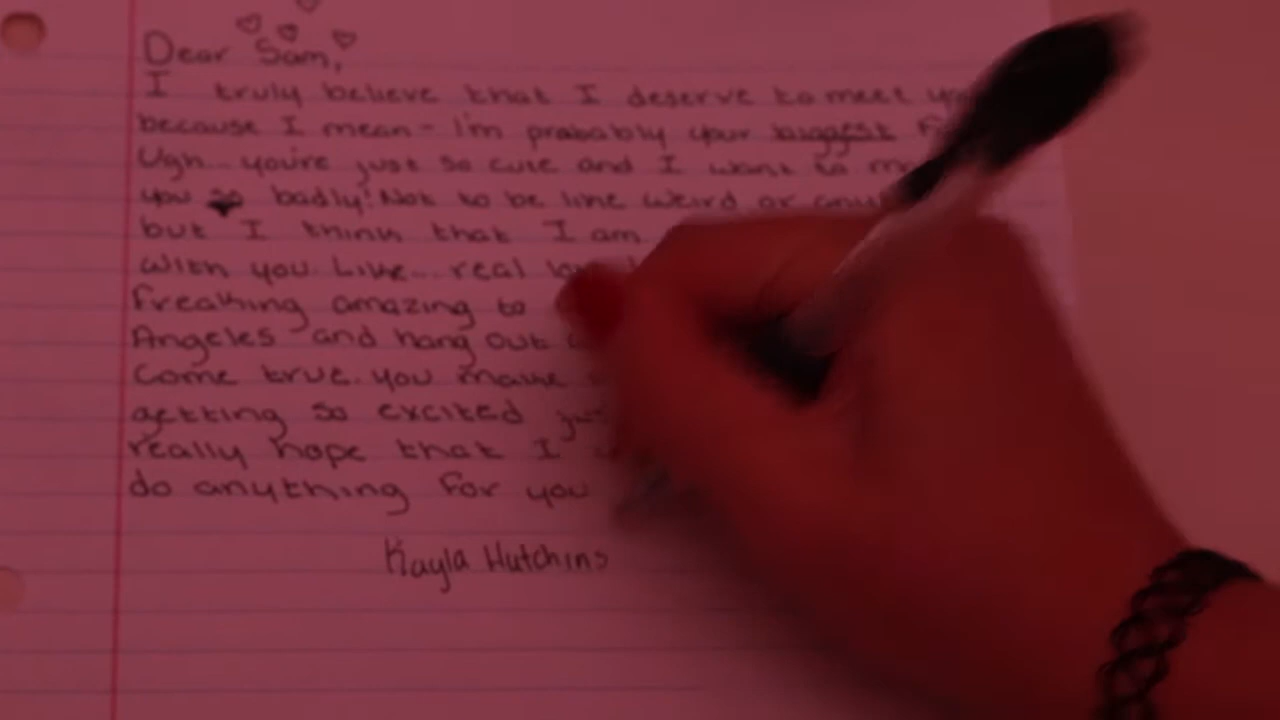 Dear Sam,
I truly believe that I deserve to meet
because I mean - I'm probably your biggest
Ugh... you're just so cute and I want to
you so badly! Not to be like weird or
but I think that I am
with you. Like... real
freaking amazing to
Angeles and hang out
come true. You make
getting so excited
really hope that I
do anything for you
Kayla Hutchins